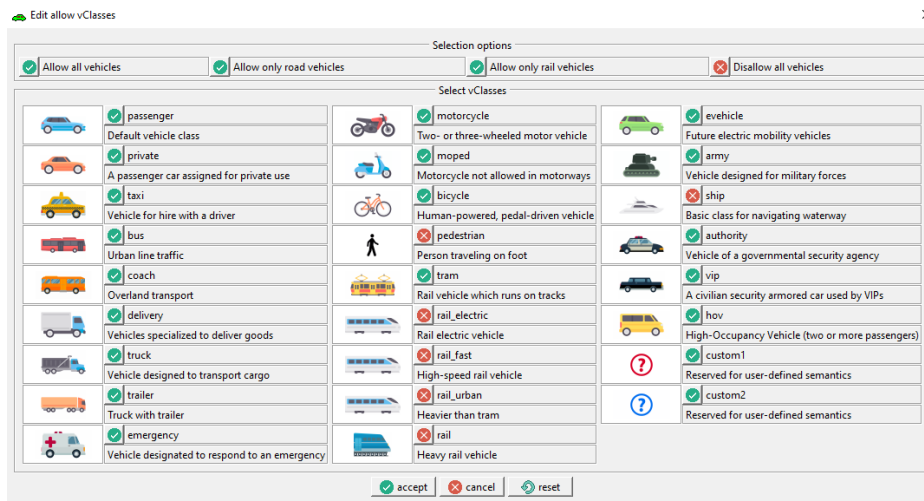 Edit allow vClasses
Selection options
Allow all vehicles
Allow only road vehicles
Allow only rail vehicles
Disallow all vehicles
Select vClasses
passenger
Default vehicle class
private
A passenger car assigned for private use
taxi
Vehicle for hire with a driver
bus
Urban line traffic
coach
Overland transport
delivery
Vehicles specialized to deliver goods
truck
Vehicle designed to transport cargo
trailer
Truck with trailer
emergency
Vehicle designated to respond to an emergency
motorcycle
Two- or three-wheeled motor vehicle
moped
Motorcycle not allowed in motorways
bicycle
Human-powered, pedal-driven vehicle
pedestrian
Person traveling on foot
tram
Rail vehicle which runs on tracks
rail_electric
Rail electric vehicle
rail_fast
High-speed rail vehicle
rail_urban
Heavier than tram
rail
Heavy rail vehicle
evehicle
Future electric mobility vehicles
army
Vehicle designed for military forces
ship
Basic class for navigating waterway
authority
Vehicle of a governmental security agency
vip
A civilian security armored car used by VIPs
hov
High-Occupancy Vehicle (two or more passengers)
custom1
Reserved for user-defined semantics
custom2
Reserved for user-defined semantics
accept
cancel
reset